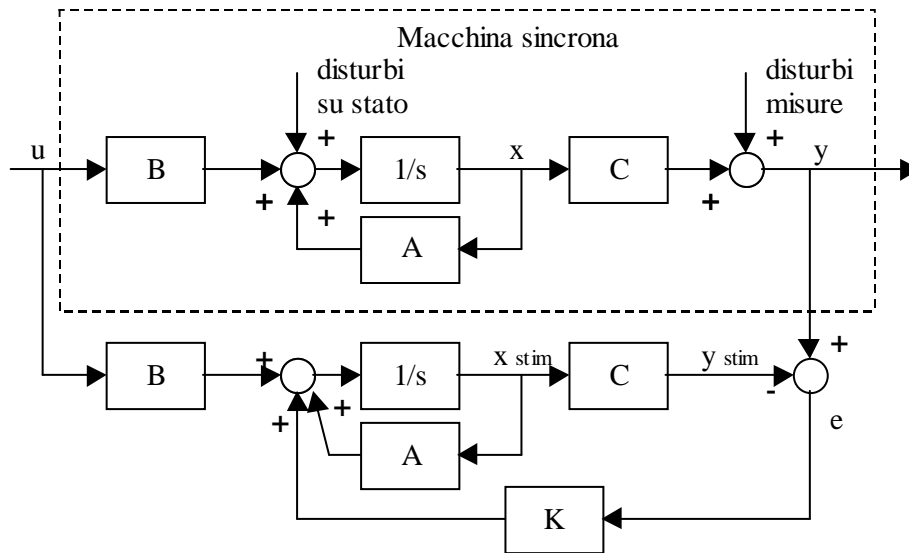 Macchina sincrona
disturbi
su stato
disturbi
misure
u
B
+
+
+
1/s
x
C
+
+
y
A
B
+
+
+
1/s
x stim
C
y stim
+
-
e
A
K